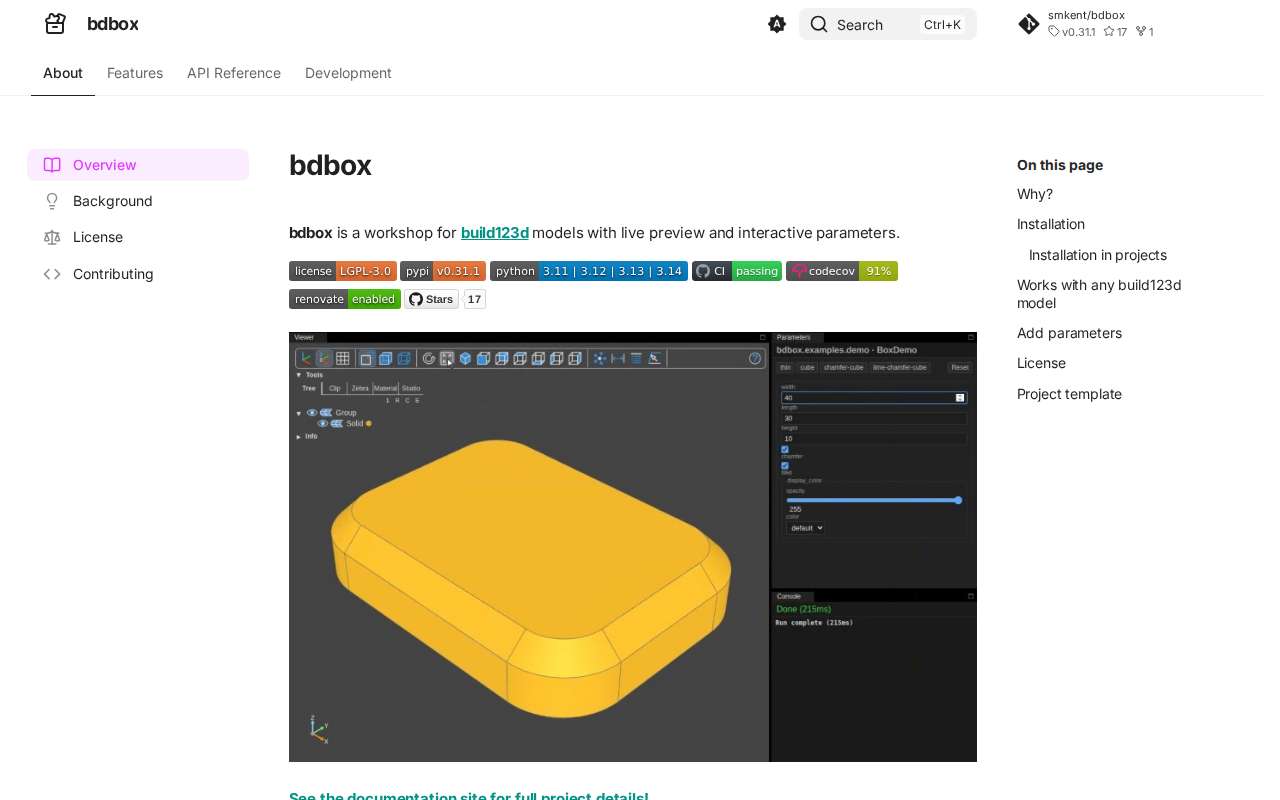 bdbox
Search
Ctrl+K
smkent/bdbox
v0.31.1 17 1
About
Features
API Reference
Development
Overview
Background
License
Contributing
bdbox
bdbox is a workshop for build123d models with live preview and interactive parameters.
license LGPL-3.0 pypi v0.31.1 python 3.11 | 3.12 | 3.13 | 3.14 CI passing codecov 91%
renovate enabled Stars 17
Viewer
Tools
Tree Clip Zebra Material Studio
1 R C E
Group
Solid
Info
Z
Y
X
Parameters
bdbox.examples.demo · BoxDemo
thin cube chamfer-cube lime-chamfer-cube Reset
width
40
length
30
height
10
chamfer
fillet
display_color
opacity
255
color
default
Console
Done (215ms)
Run complete (215ms)
See the documentation site for full project details!
On this page
Why?
Installation
Installation in projects
Works with any build123d
model
Add parameters
License
Project template